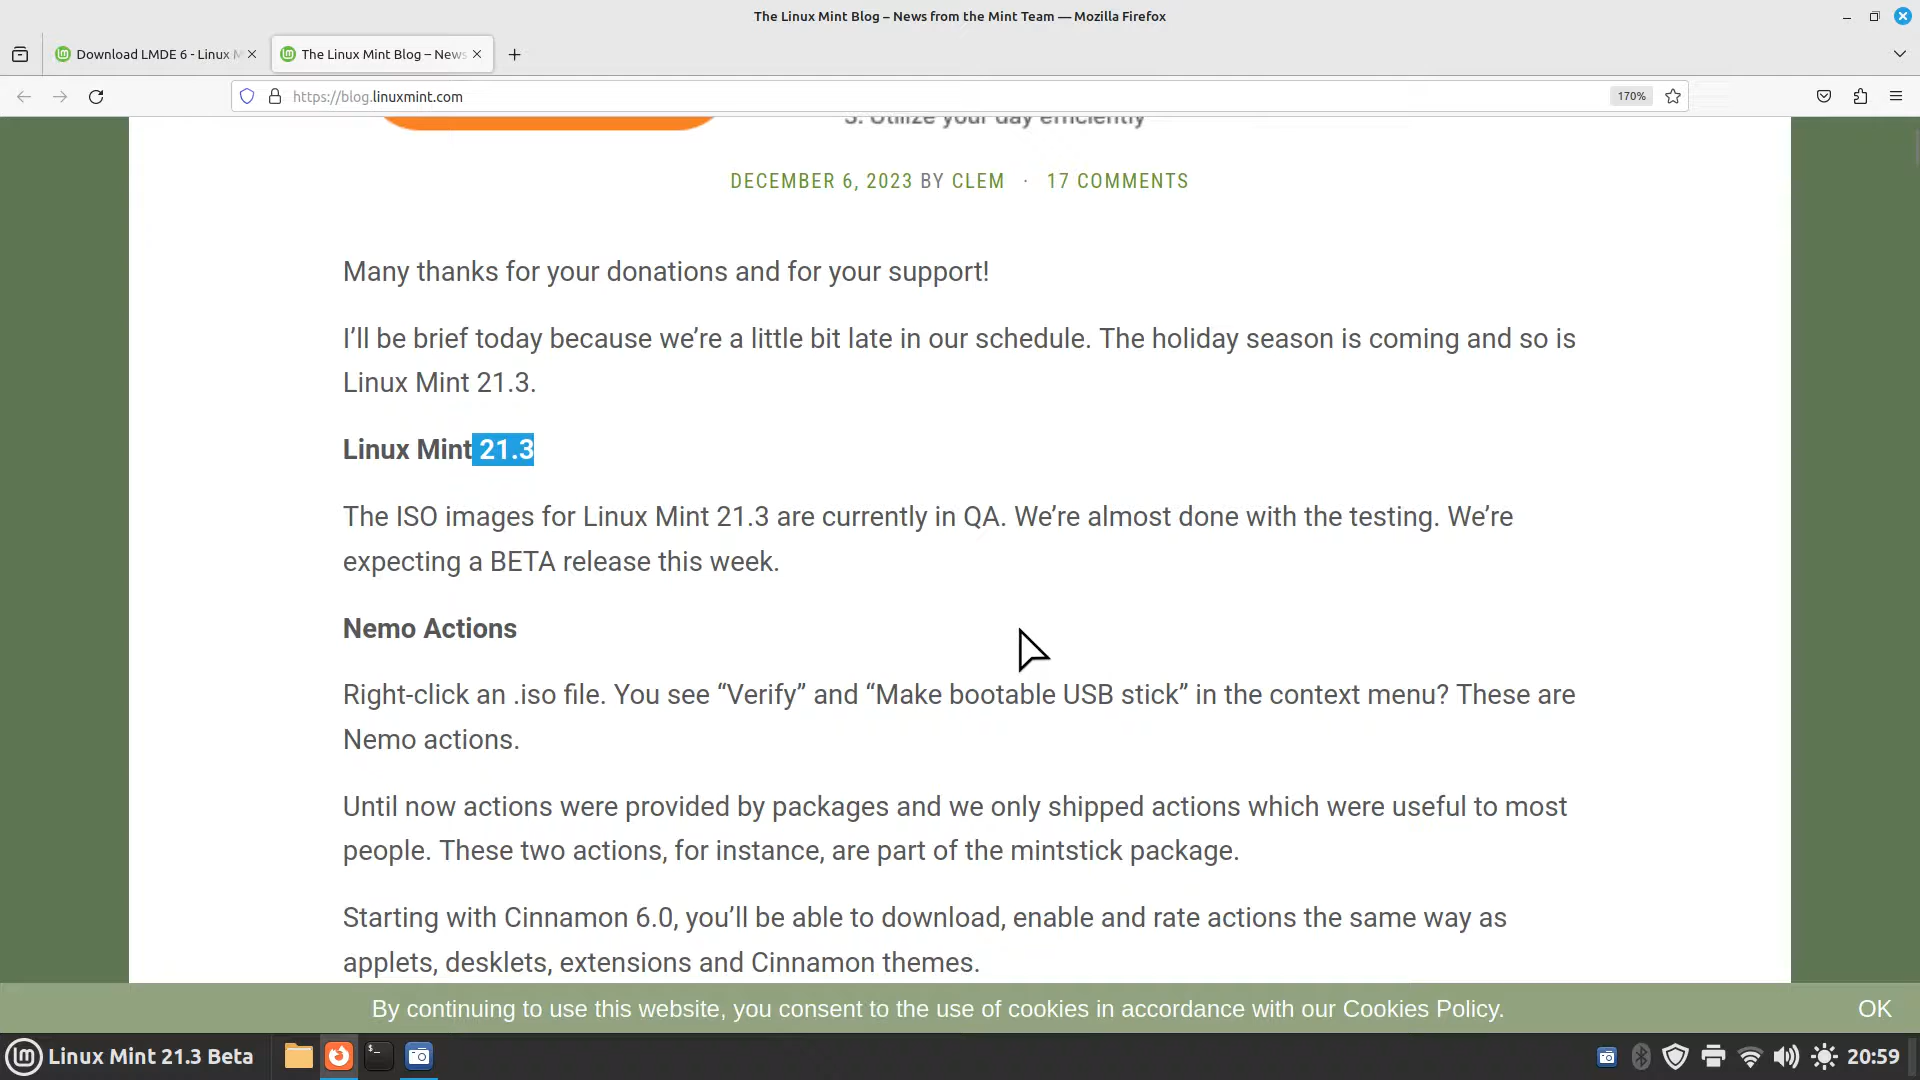 The Linux Mint Blog – News from the Mint Team — Mozilla Firefox
Download LMDE 6 - Linux M
The Linux Mint Blog – News
https://blog.linuxmint.com
170%
3. Utilize your day efficiently
DECEMBER 6, 2023 BY CLEM · 17 COMMENTS
Many thanks for your donations and for your support!
I’ll be brief today because we’re a little bit late in our schedule. The holiday season is coming and so is
Linux Mint 21.3.
Linux Mint 21.3
The ISO images for Linux Mint 21.3 are currently in QA. We’re almost done with the testing. We’re
expecting a BETA release this week.
Nemo Actions
Right-click an .iso file. You see “Verify” and “Make bootable USB stick” in the context menu? These are
Nemo actions.
Until now actions were provided by packages and we only shipped actions which were useful to most
people. These two actions, for instance, are part of the mintstick package.
Starting with Cinnamon 6.0, you’ll be able to download, enable and rate actions the same way as
applets, desklets, extensions and Cinnamon themes.
By continuing to use this website, you consent to the use of cookies in accordance with our Cookies Policy.
OK
Linux Mint 21.3 Beta
20:59